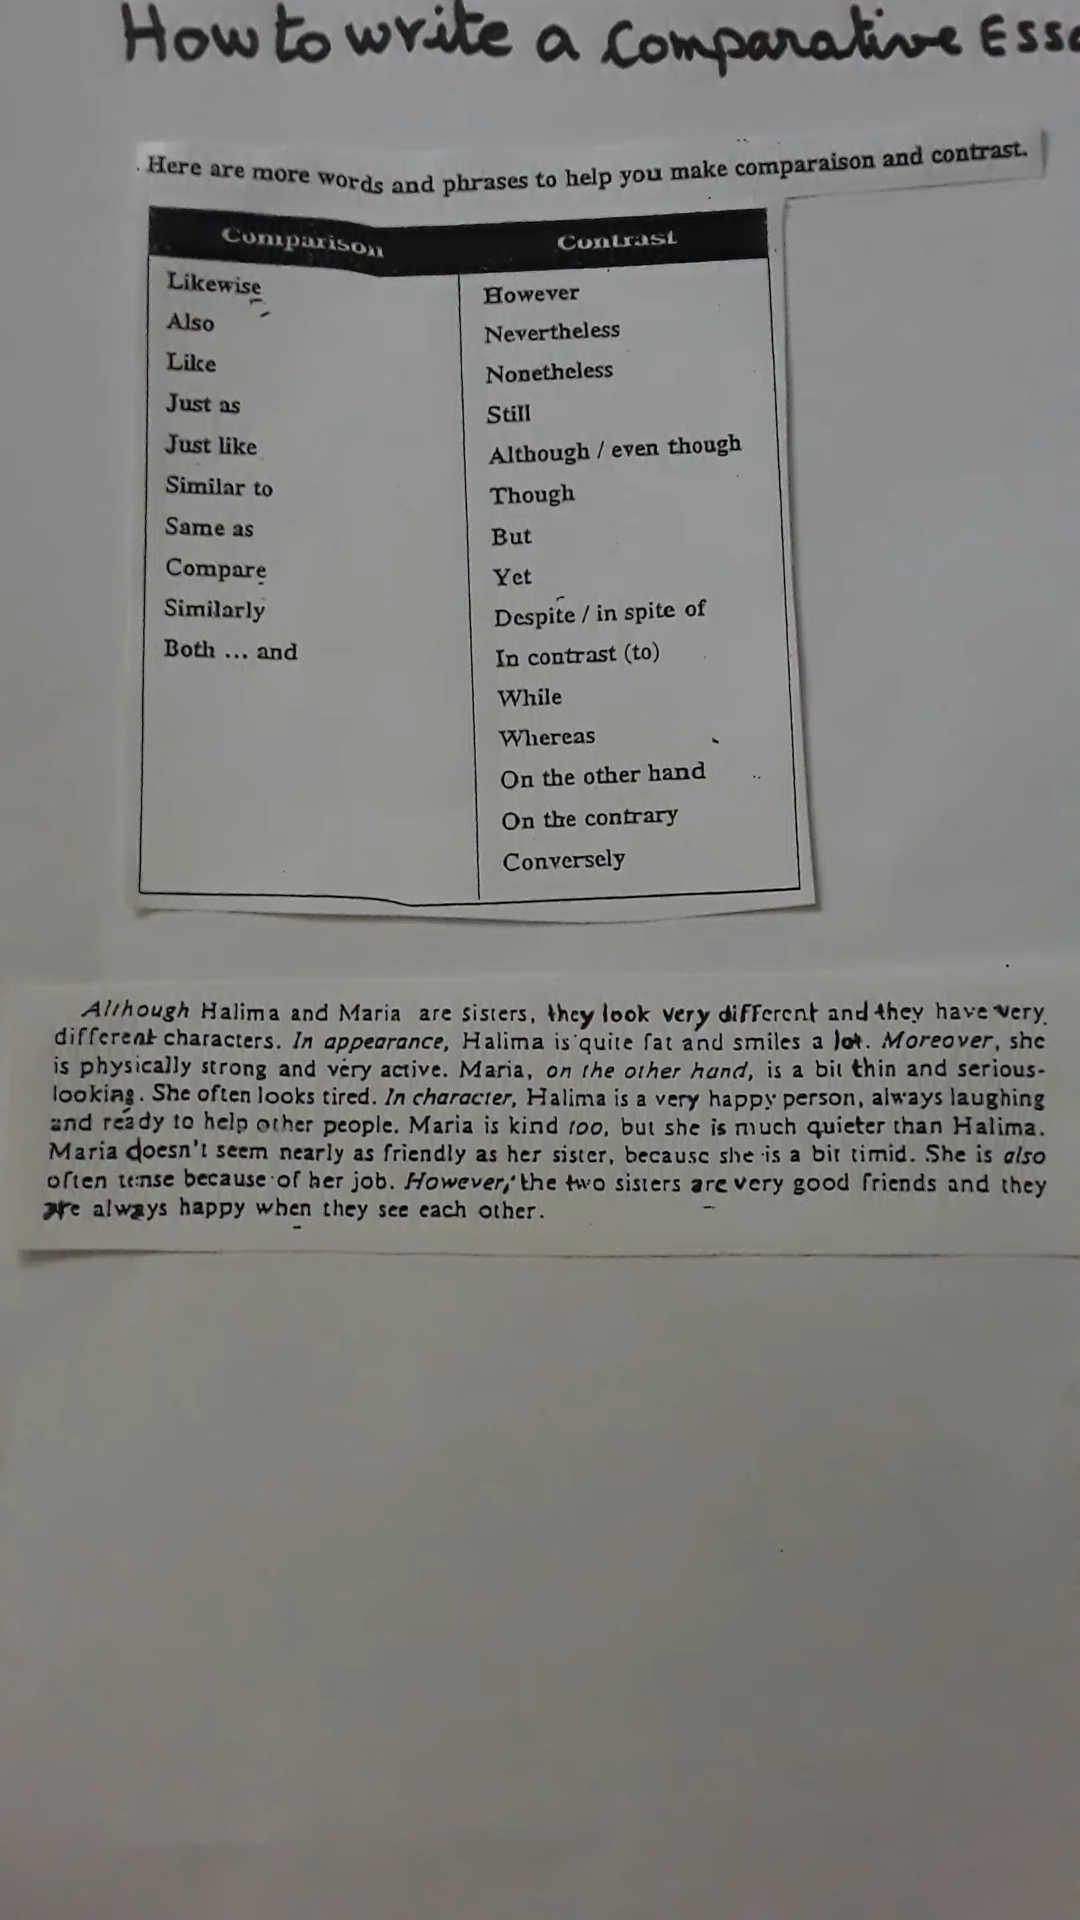 How to write a Comparative Ess
Here are more words and phrases to help you make comparaison and contrast.
Comparison
Contrast
Likewise
Also
Like
Just as
Just like
Similar to
Same as
Compare
Similarly
Both ... and
However
Nevertheless
Nonetheless
Still
Although / even though
Though
But
Yet
Despite / in spite of
In contrast (to)
While
Whereas
On the other hand
On the contrary
Conversely
Although Halima and Maria are sisters, they look very different and they have very
different characters. In appearance, Halima is quite fat and smiles a lot. Moreover, she
is physically strong and very active. Maria, on the other hand, is a bit thin and serious-
looking. She often looks tired. In character, Halima is a very happy person, always laughing
and ready to help other people. Maria is kind too, but she is much quieter than Halima.
Maria doesn't seem nearly as friendly as her sister, because she is a bit timid. She is also
often tense because of her job. However, the two sisters are very good friends and they
are always happy when they see each other.